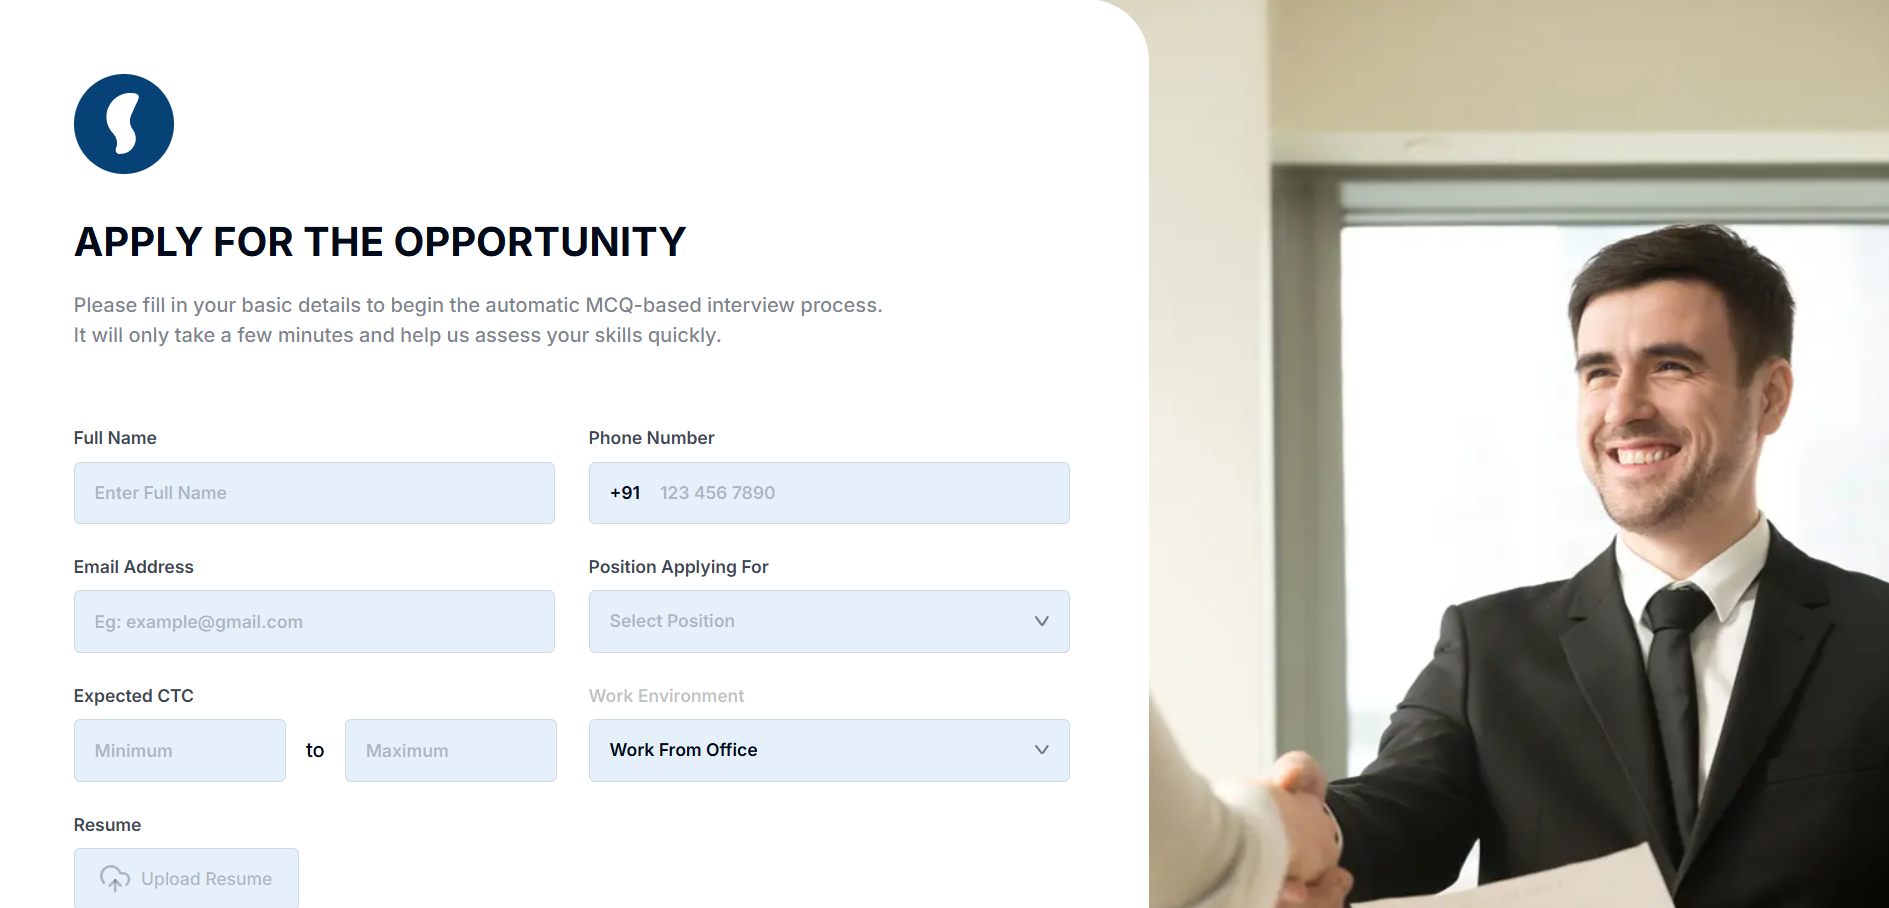 APPLY FOR THE OPPORTUNITY
Please fill in your basic details to begin the automatic MCQ-based interview process.
It will only take a few minutes and help us assess your skills quickly.
Full Name
Enter Full Name
Phone Number
+91 123 456 7890
Email Address
Eg: example@gmail.com
Position Applying For
Select Position
Expected CTC
Minimum to Maximum
Work Environment
Work From Office
Resume
Upload Resume